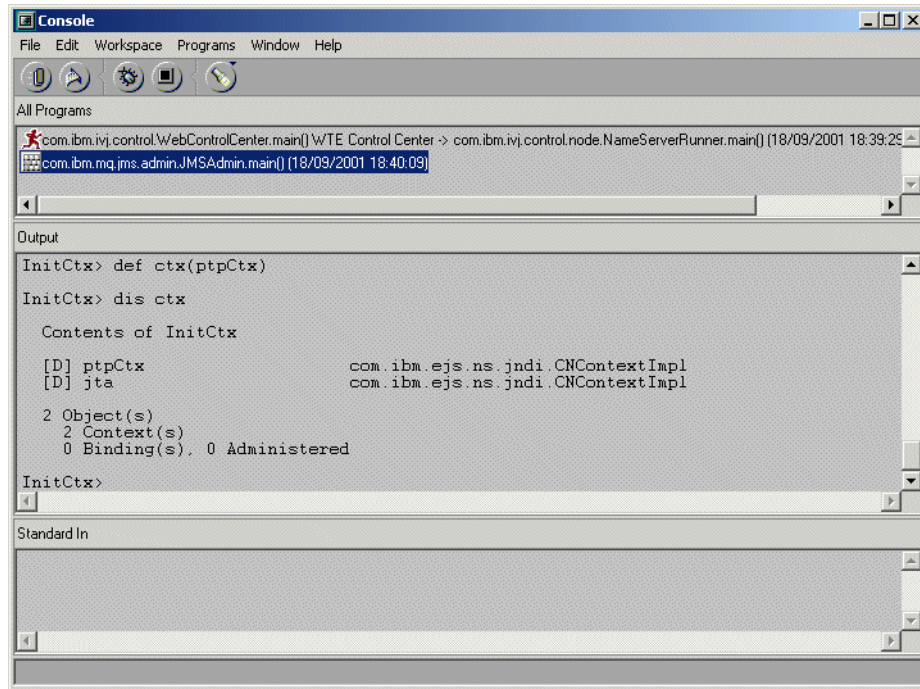 Console
File Edit Workspace Programs Window Help
All Programs
com.ibm.ivj.control.WebControlCenter.main() WTE Control Center -> com.ibm.ivj.control.node.NameServerRunner.main() (18/09/2001 18:39:29
com.ibm.mq.jms.admin.JMSAdmin.main() (18/09/2001 18:40:09)
Output
InitCtx> def ctx(ptpCtx)
InitCtx> dis ctx
Contents of InitCtx
[D] ptpCtx com.ibm.ejs.ns.jndi.CNContextImpl
[D] jta com.ibm.ejs.ns.jndi.CNContextImpl
2 Object(s)
2 Context(s)
0 Binding(s), 0 Administered
InitCtx>
Standard In